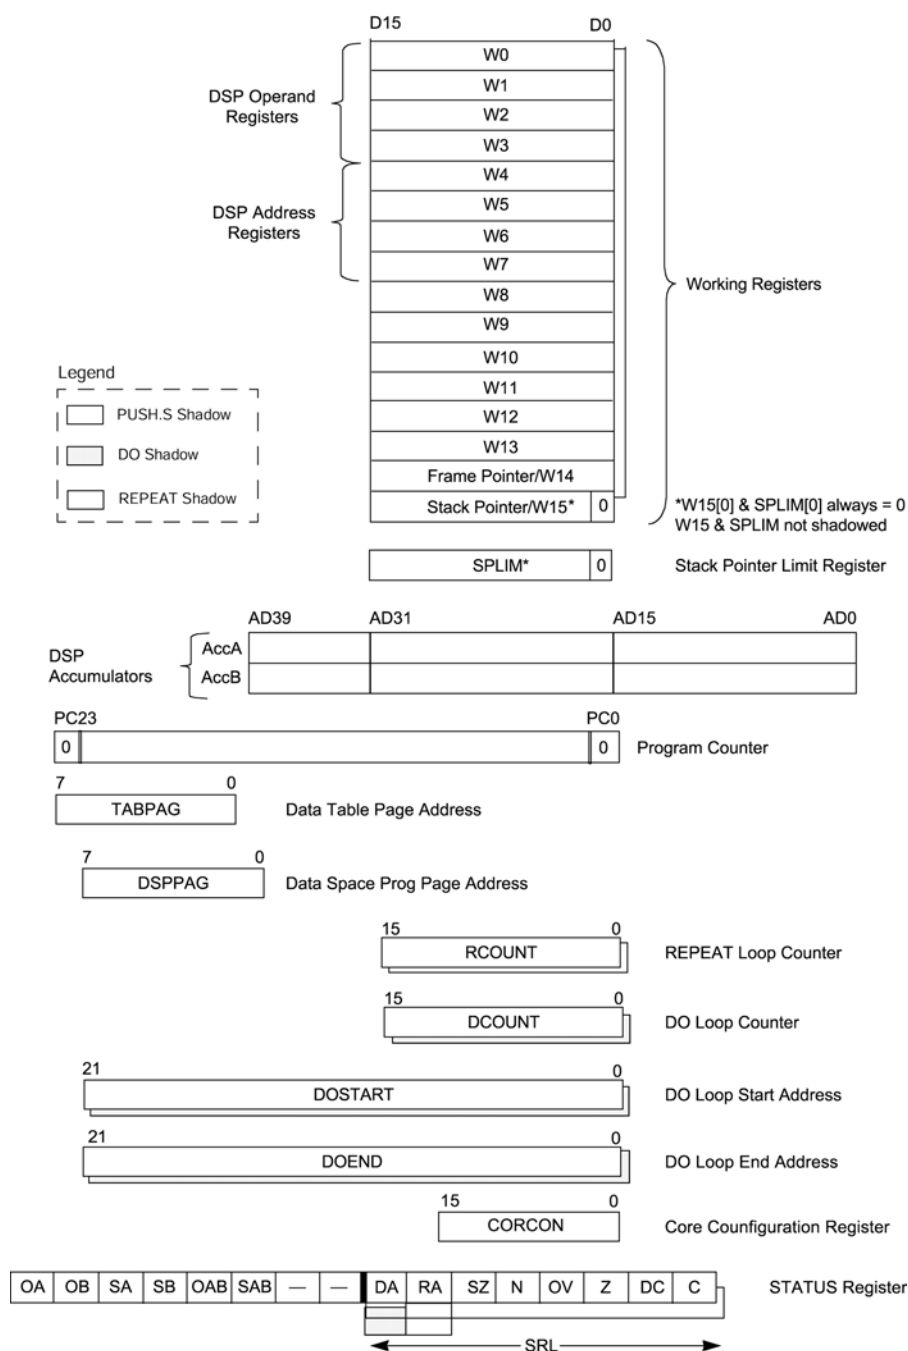 D15 D0
W0
W1
DSP Operand
Registers
W2
W3
W4
DSP Address
Registers
W5
W6
W7
Working Registers
W8
W9
W10
Legend
W11
PUSH.S Shadow
W12
DO Shadow
W13
Frame Pointer/W14
REPEAT Shadow
Stack Pointer/W15* 0
*W15[0] & SPLIM[0] always = 0
W15 & SPLIM not shadowed
SPLIM* 0 Stack Pointer Limit Register
AD39 AD31 AD15 AD0
DSP
Accumulators
AccA
AccB
PC23 PC0
0 0 Program Counter
7 0
TABPAG Data Table Page Address
7 0
DSPPAG Data Space Prog Page Address
15 0
RCOUNT REPEAT Loop Counter
15 0
DCOUNT DO Loop Counter
21 0
DOSTART DO Loop Start Address
21 0
DOEND DO Loop End Address
15 0
CORCON Core Counfiguration Register
OA OB SA SB OAB SAB — — DA RA SZ N OV Z DC C STATUS Register
SRL